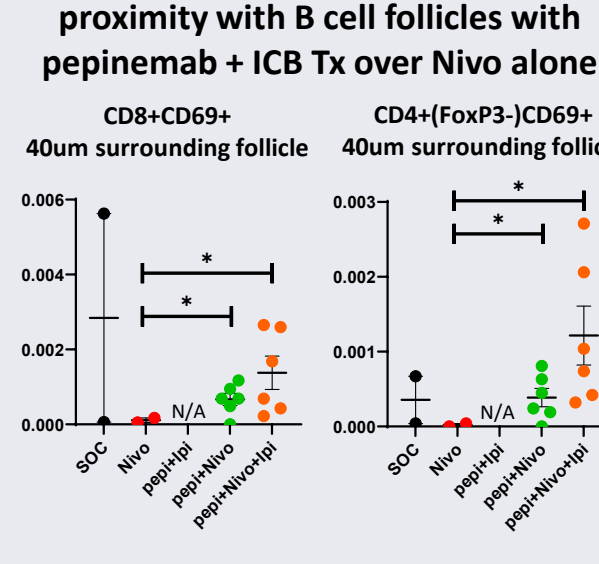 proximity with B cell follicles with
pepinemab + ICB Tx over Nivo alone
CD8+CD69+
40um surrounding follicle
0.006
0.004
0.002
0.000
*
*
N/A
SOC
Nivo
pepi+Ipi
pepi+Nivo
pepi+Nivo+Ipi
CD4+(FoxP3-)CD69+
40um surrounding follic
0.003
0.002
0.001
0.000
*
*
N/A
SOC
Nivo
pepi+Ipi
pepi+Nivo
pepi+Nivo+Ipi